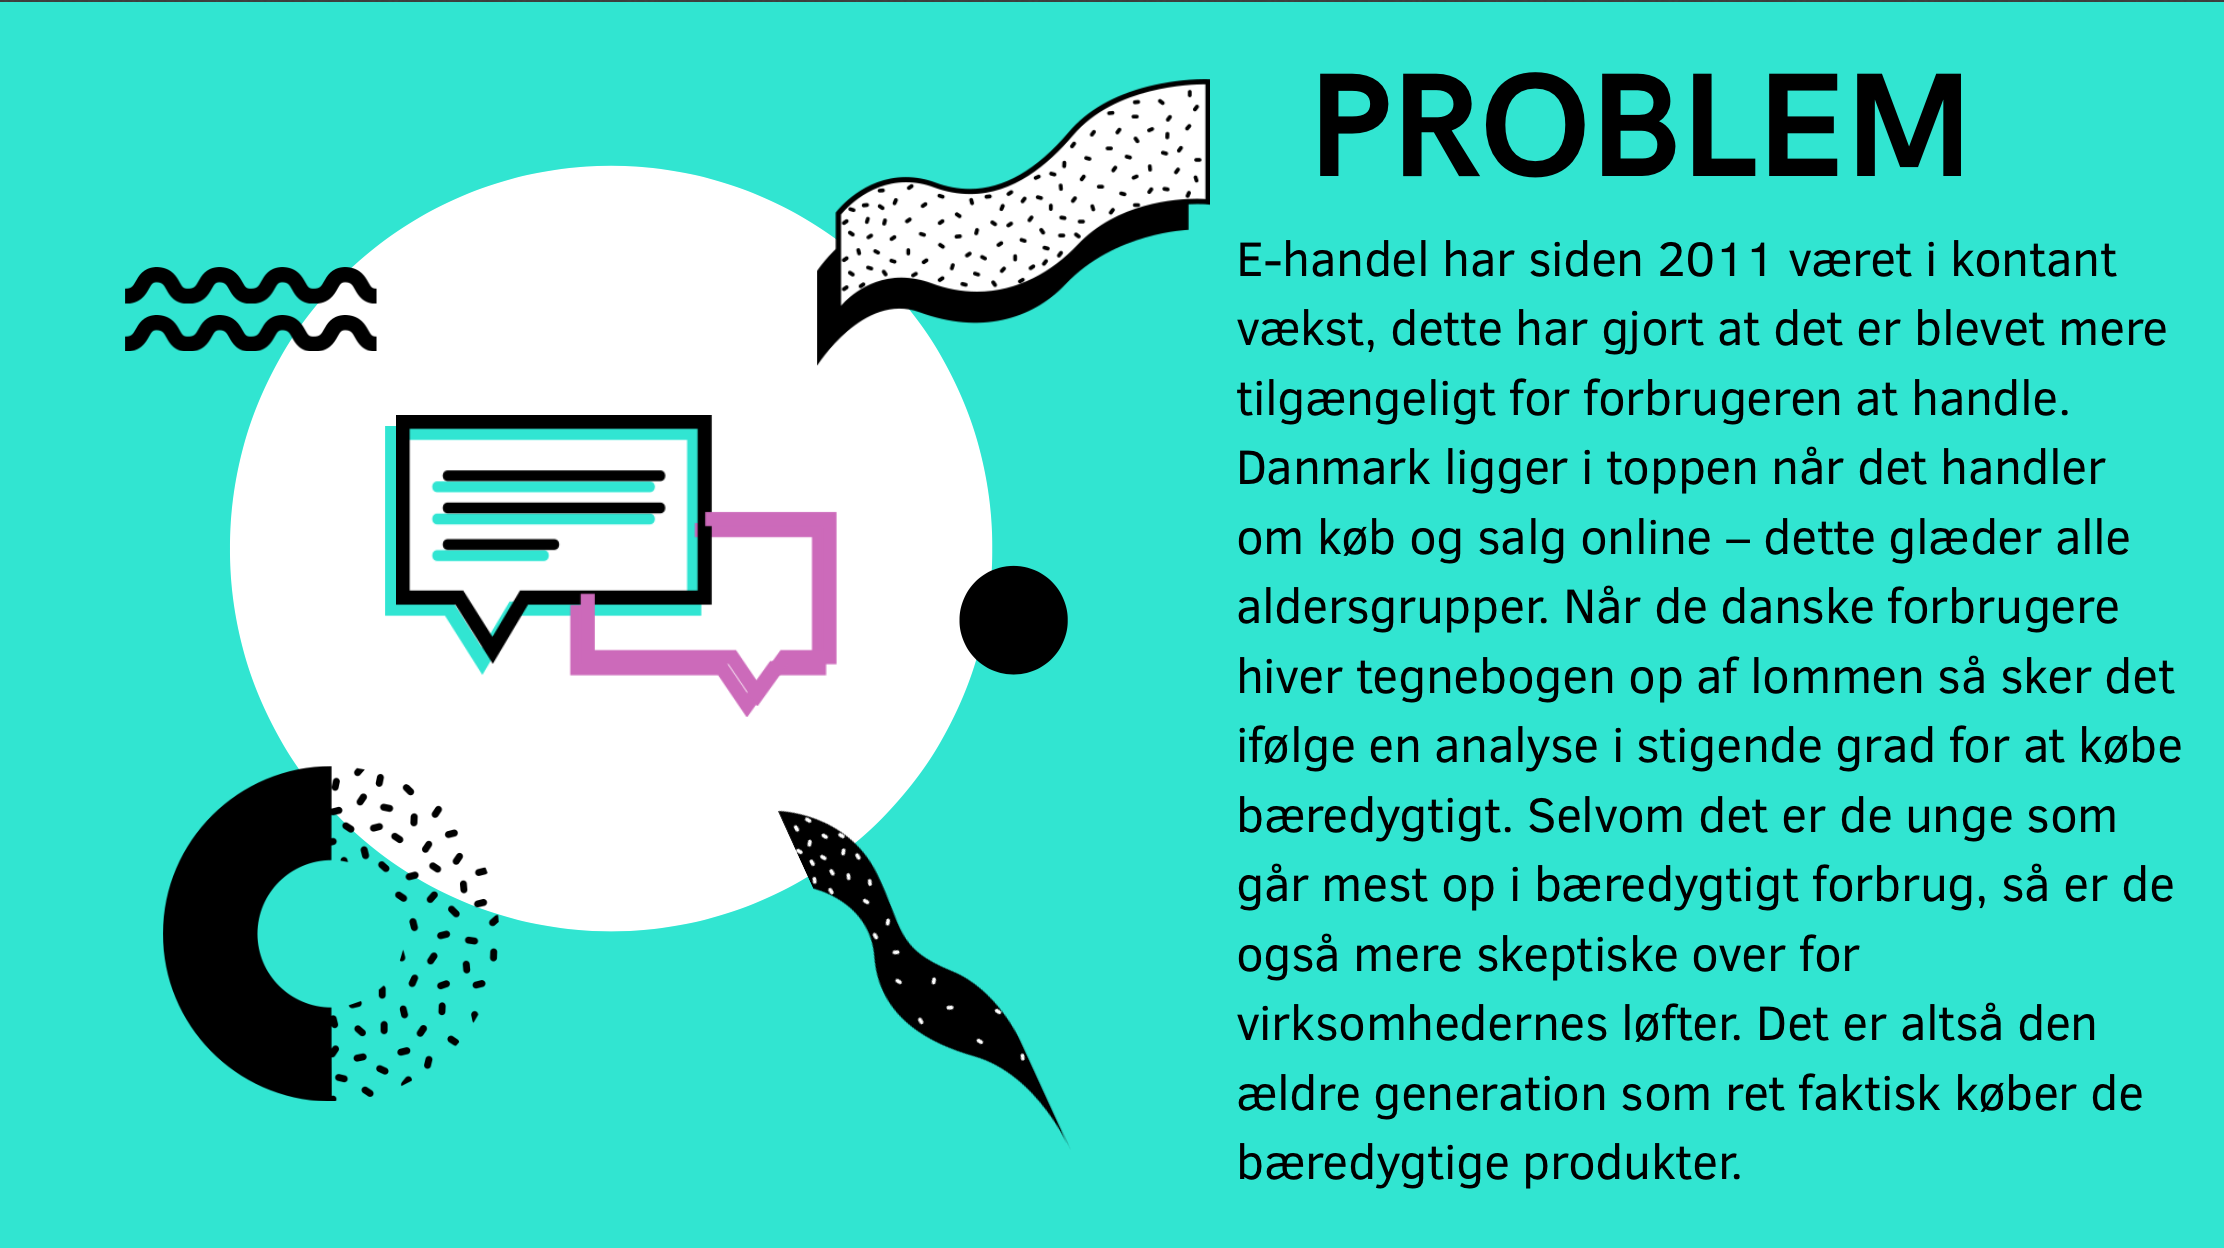 PROBLEM
E-handel har siden 2011 været i kontant
vækst, dette har gjort at det er blevet mere
tilgængeligt for forbrugeren at handle.
Danmark ligger i toppen når det handler
om køb og salg online – dette glæder alle
aldersgrupper. Når de danske forbrugere
hiver tegnebogen op af lommen så sker det
ifølge en analyse i stigende grad for at købe
bæredygtigt. Selvom det er de unge som
går mest op i bæredygtigt forbrug, så er de
også mere skeptiske over for
virksomhedernes løfter. Det er altså den
ældre generation som ret faktisk køber de
bæredygtige produkter.